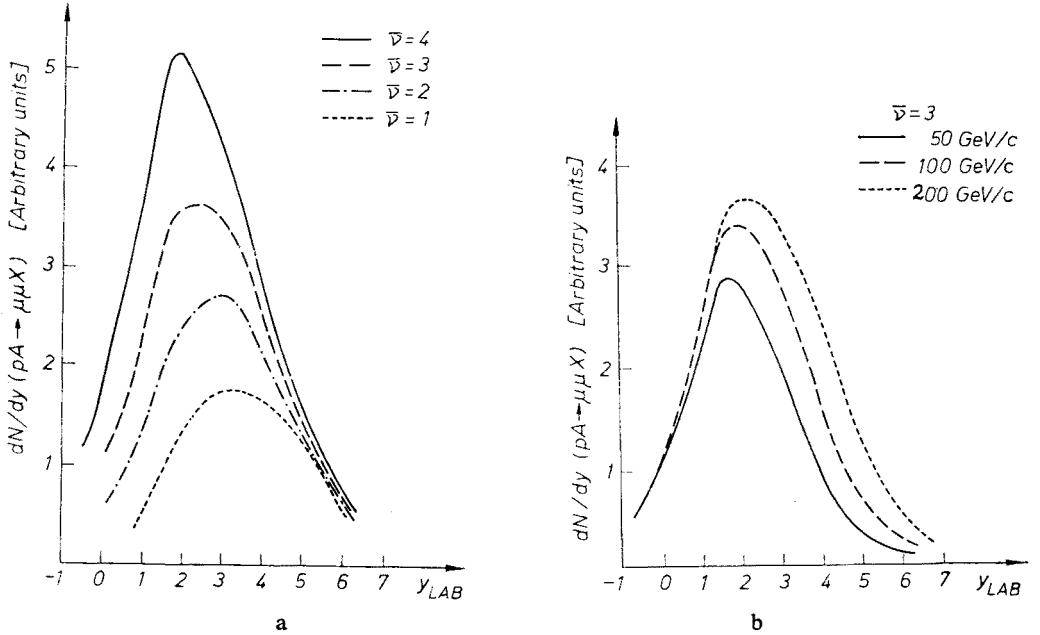 dN/dy (pA→μμX) [Arbitrary units]
5
4
3
2
1
-1 0 1 2 3 4 5 6 7 y_LAB
ν̄=4
ν̄=3
ν̄=2
ν̄=1
a
dN/dy (pA→μμX) [Arbitrary units]
4
3
2
1
-1 0 1 2 3 4 5 6 7 y_LAB
ν̄=3
50 GeV/c
100 GeV/c
200 GeV/c
b